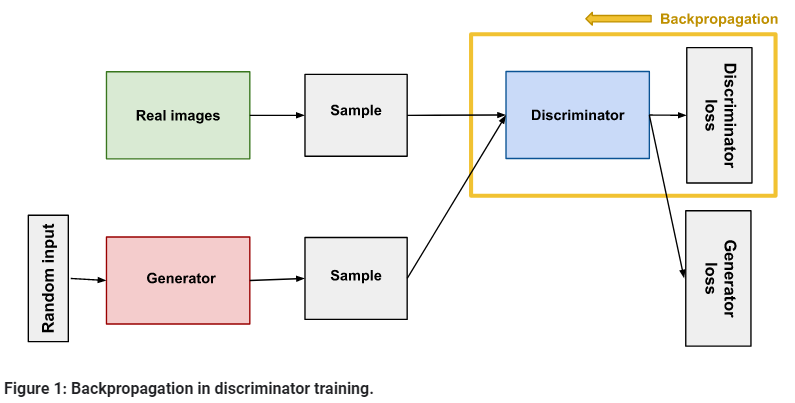 Backpropagation
Real images
Sample
Discriminator
Discriminator
loss
Random input
Generator
Sample
Generator
loss
Figure 1: Backpropagation in discriminator training.